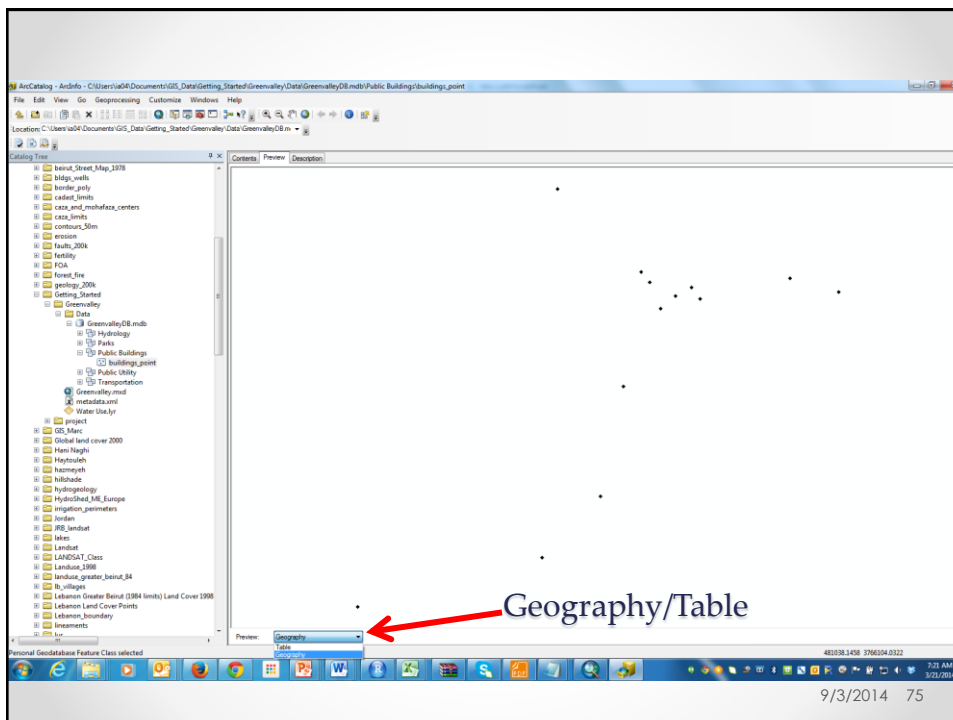 ArcCatalog - ArcInfo - C:\Users\ia04\Documents\GIS_Data\Getting_Started\Greenvalley\Data\GreenvalleyDB.mdb\Public Buildings\buildings_point
File Edit View Go Geoprocessing Customize Windows Help
Location: C:\Users\ia04\Documents\GIS_Data\Getting_Started\Greenvalley\Data\GreenvalleyDB.m
Catalog Tree
Contents Preview Description
beirut_Street_Map_1978
bldgs_wells
border_poly
cadast_limits
caza_and_mohafaza_centers
caza_limits
contours_50m
erosion
faults_200k
fertility
FOA
forest_fire
geology_200k
Getting_Started
Greenvalley
Data
GreenvalleyDB.mdb
Hydrology
Parks
Public Buildings
buildings_point
Public Utility
Transportation
Greenvalley.mxd
metadata.xml
Water Use.lyr
project
GIS_Marc
Global land cover 2000
Hani Naghi
Haytouleh
hazmeyeh
hillshade
hydrogeology
HydroShed_ME_Europe
irrigation_perimeters
Jordan
JRB_landsat
lakes
Landsat
LANDSAT_Class
Landuse_1998
landuse_greater_beirut_84
lb_villages
Lebanon Greater Beirut (1984 limits) Land Cover 1998
Lebanon Land Cover Points
Lebanon_boundary
lineaments
Geography/Table
Preview: Geography
Table
Geography
Personal Geodatabase Feature Class selected
481038.1458 3766104.0322
7:21 AM
3/21/2014
9/3/2014 75